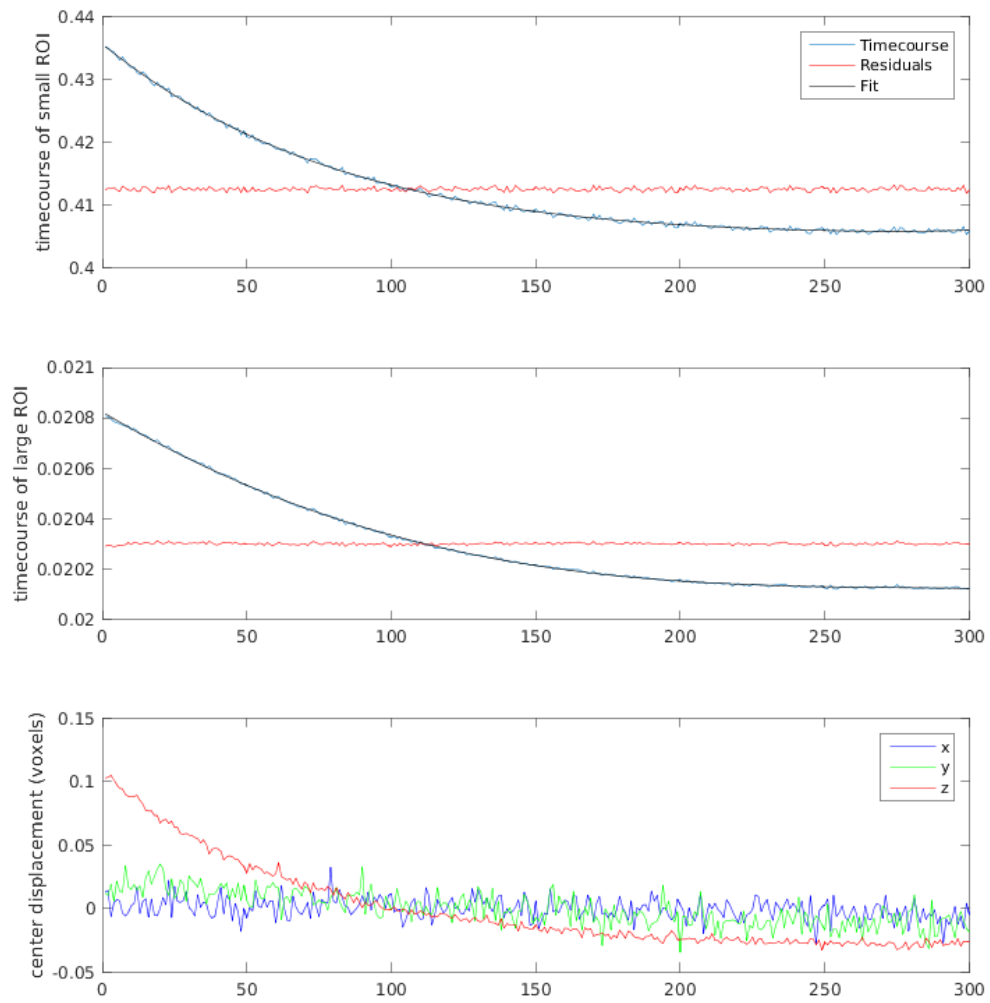 timecourse of small ROI
0.44
0.43
0.42
0.41
0.4
0 50 100 150 200 250 300
Timecourse
Residuals
Fit
timecourse of large ROI
0.021
0.0208
0.0206
0.0204
0.0202
0.02
0 50 100 150 200 250 300
center displacement (voxels)
0.15
0.1
0.05
0
-0.05
0 50 100 150 200 250 300
x
y
z